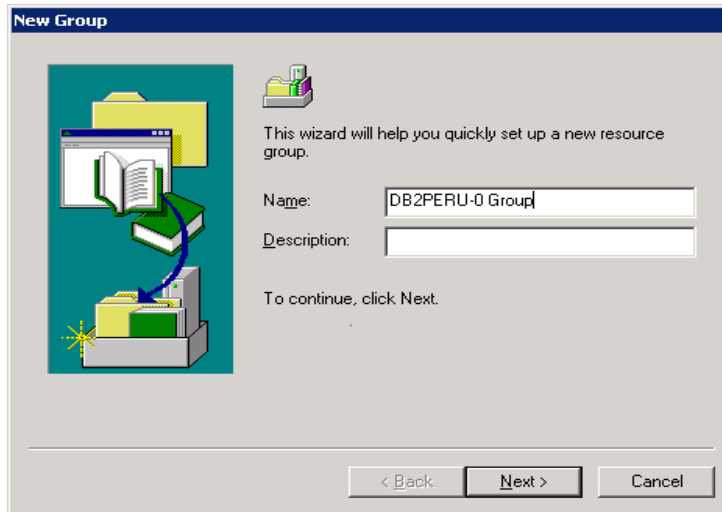 New Group
This wizard will help you quickly set up a new resource
group.
Name: DB2PERU-0 Group
Description:
To continue, click Next.
< Back Next > Cancel